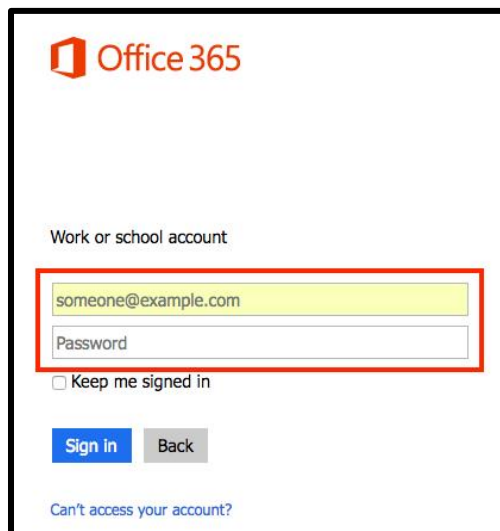 Office 365
Work or school account
someone@example.com
Password
Keep me signed in
Sign in Back
Can't access your account?